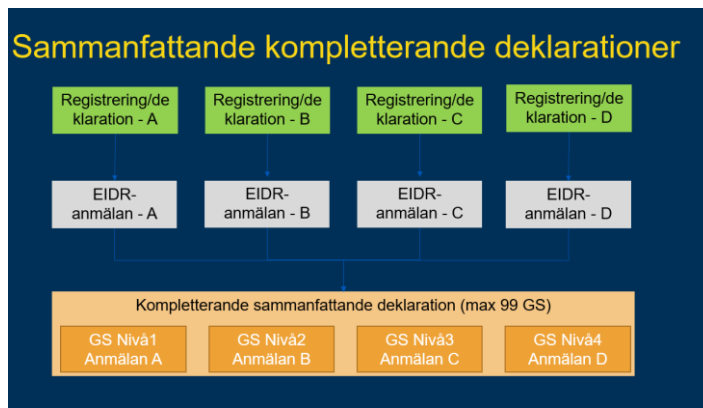 Sammanfattande kompletterande deklarationer
Registrering/de
klaration - A
Registrering/de
klaration - B
Registrering/de
klaration - C
Registrering/de
klaration - D
EIDR-
anmälan - A
EIDR-
anmälan - B
EIDR-
anmälan - C
EIDR-
anmälan - D
Kompletterande sammanfattande deklaration (max 99 GS)
GS Nivå1
Anmälan A
GS Nivå2
Anmälan B
GS Nivå3
Anmälan C
GS Nivå4
Anmälan D